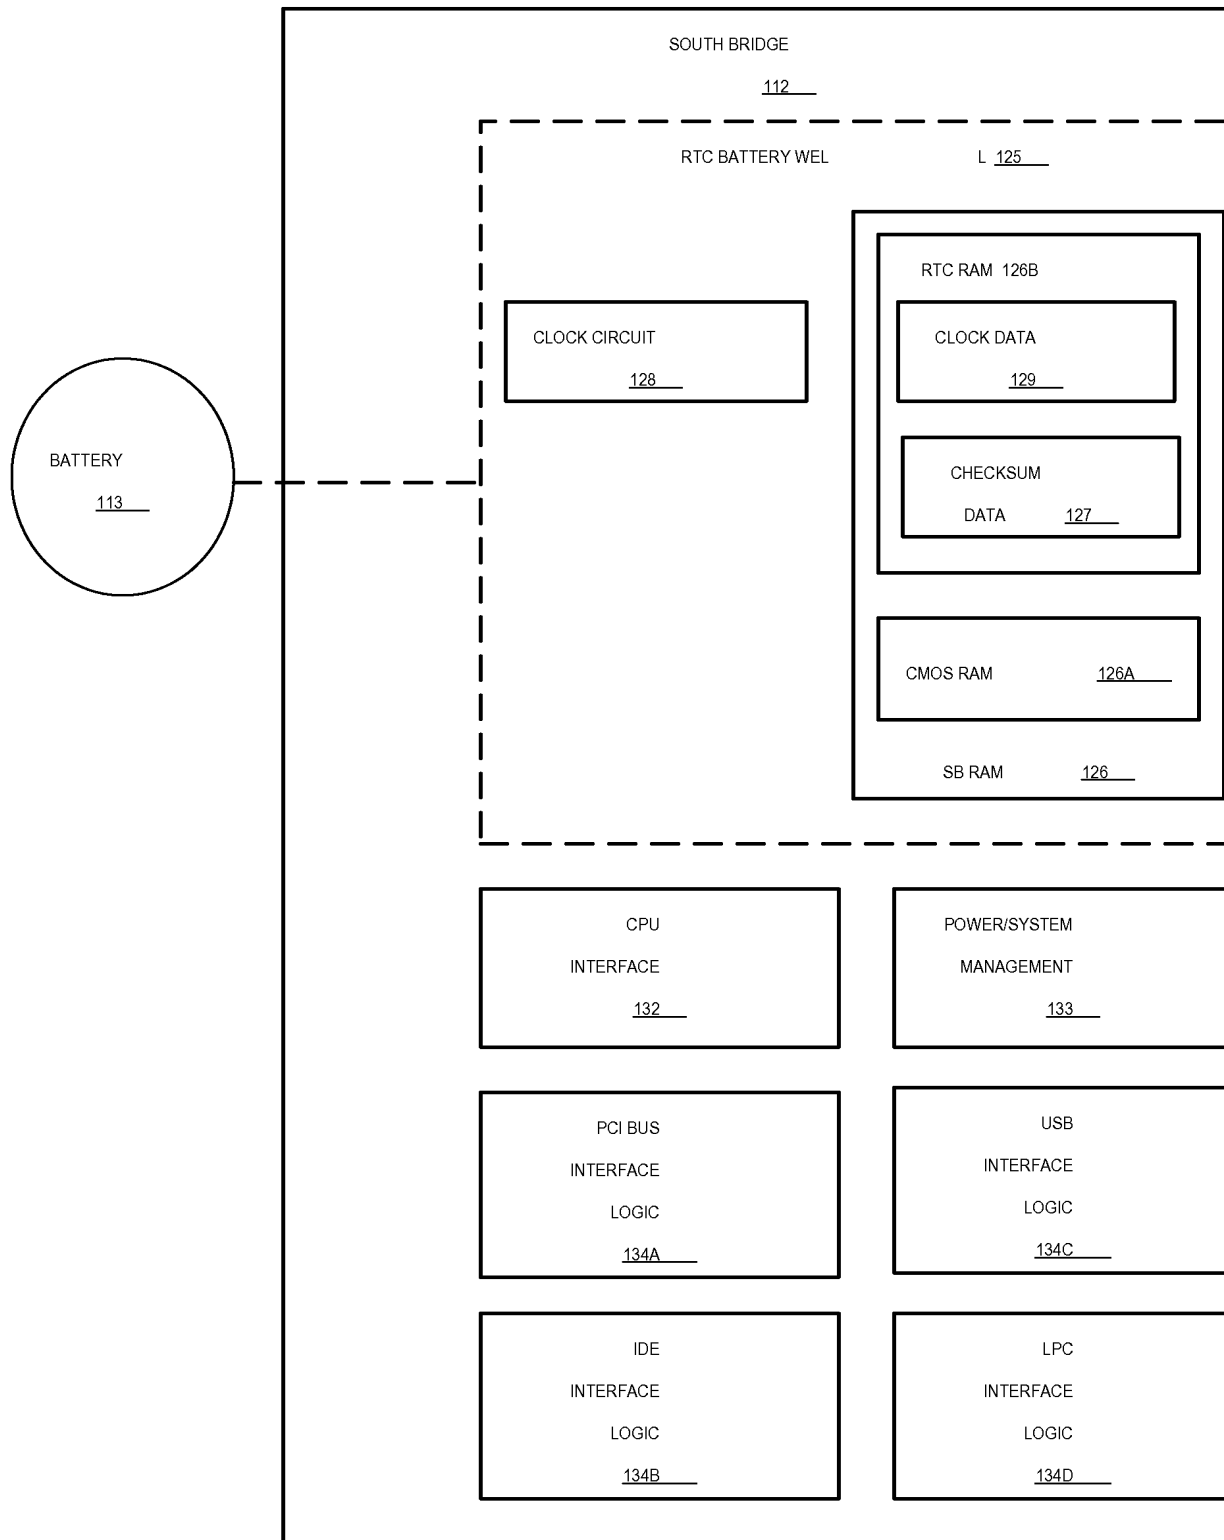 SOUTH BRIDGE
112
RTC BATTERY WEL L 125
RTC RAM 126B
CLOCK CIRCUIT
128
CLOCK DATA
129
BATTERY
113
CHECKSUM
DATA 127
CMOS RAM 126A
SB RAM 126
CPU
INTERFACE
132
POWER/SYSTEM
MANAGEMENT
133
PCI BUS
INTERFACE
LOGIC
134A
USB
INTERFACE
LOGIC
134C
IDE
INTERFACE
LOGIC
134B
LPC
INTERFACE
LOGIC
134D